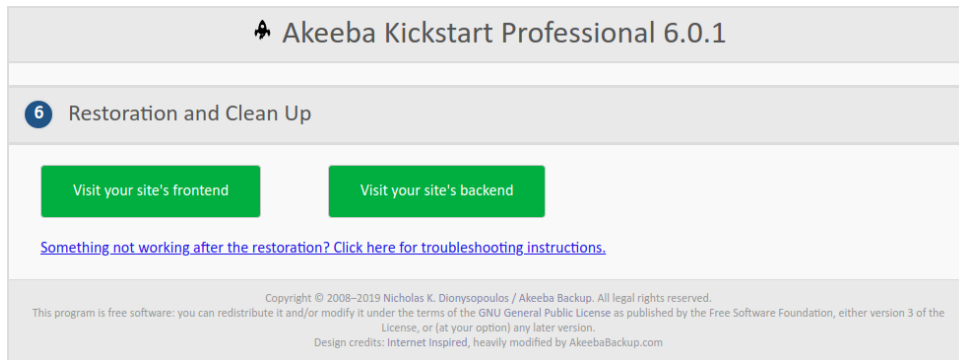 Akeeba Kickstart Professional 6.0.1
6 Restoration and Clean Up
Visit your site's frontend Visit your site's backend
Something not working after the restoration? Click here for troubleshooting instructions.
Copyright © 2008–2019 Nicholas K. Dionysopoulos / Akeeba Backup. All legal rights reserved.
This program is free software: you can redistribute it and/or modify it under the terms of the GNU General Public License as published by the Free Software Foundation, either version 3 of the
License, or (at your option) any later version.
Design credits: Internet Inspired, heavily modified by AkeebaBackup.com